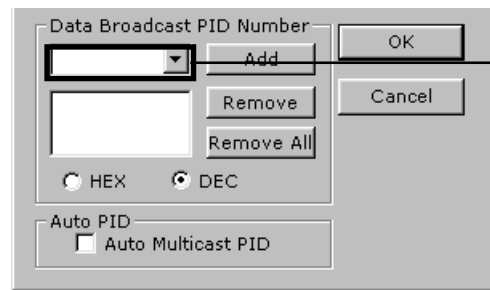 Data Broadcast PID Number
OK
Add
Remove
Cancel
Remove All
HEX DEC
Auto PID
Auto Multicast PID